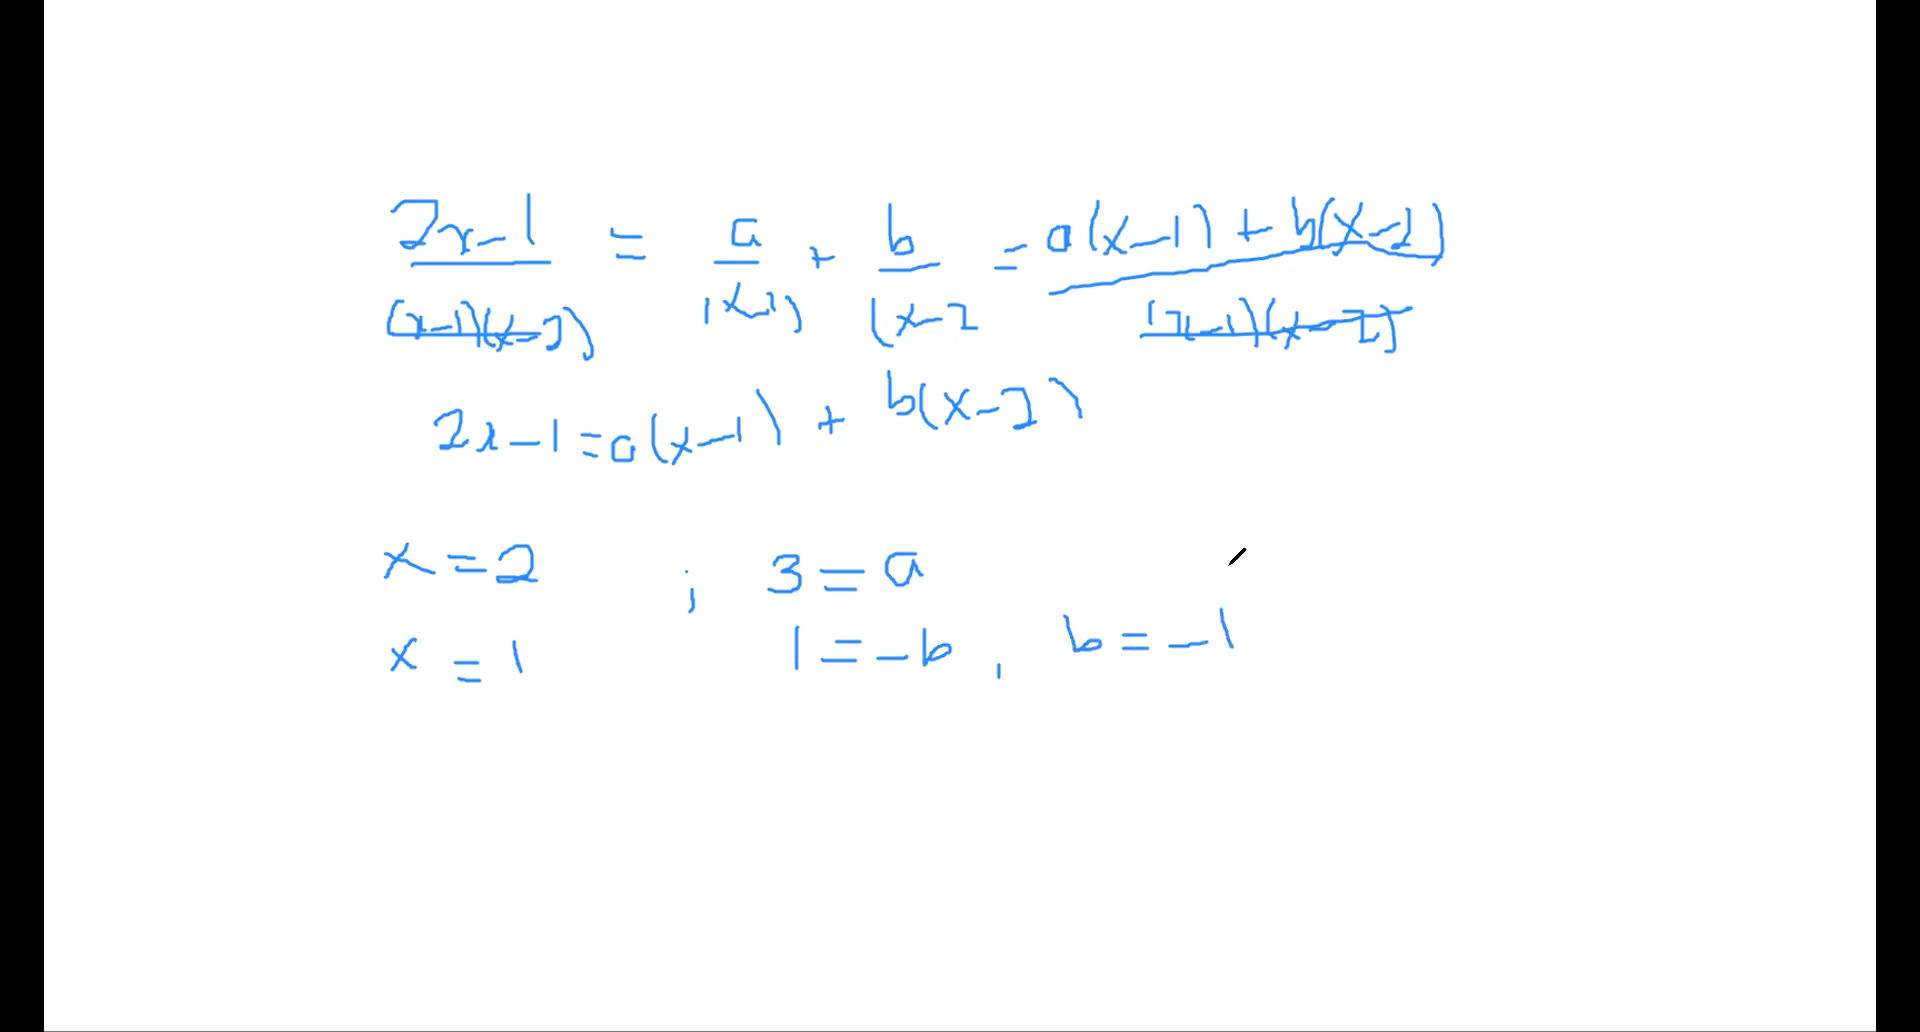 2x-1 = a + b = a(x-1) + b(x-2)
(x-1)(x-2) (x-1) (x-2 (x-1)(x-2)
2x-1 = a(x-1) + b(x-2)
x = 2 ; 3 = a
x = 1 1 = -b , b = -1